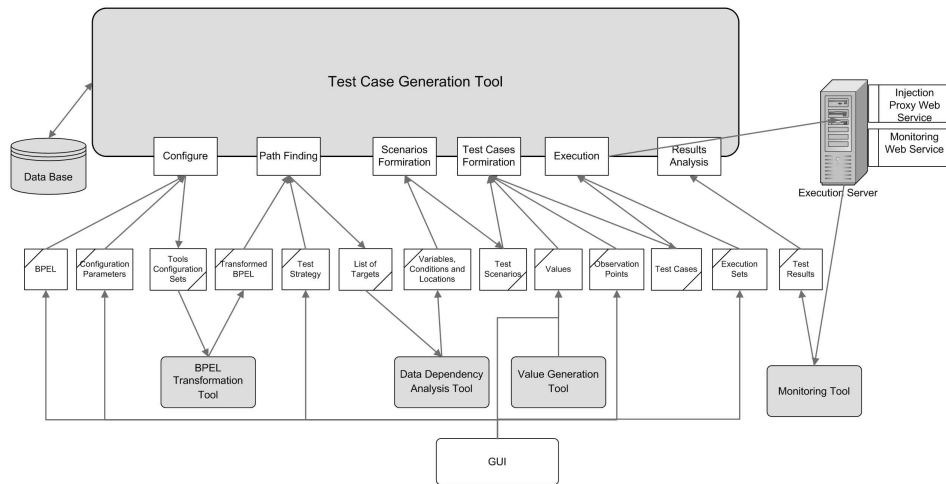 Test Case Generation Tool
Injection
Proxy Web
Service
Monitoring
Web Service
Execution Server
Data Base
Configure
Path Finding
Scenarios
Formiration
Test Cases
Formiration
Execution
Results
Analysis
BPEL
Configuration
Parameters
Tools
Configuration
Sets
Transformed
BPEL
Test
Strategy
List of
Targets
Variables,
Conditions and
Locations
Test
Scenarios
Values
Observation
Points
Test Cases
Execution
Sets
Test
Results
BPEL
Transformation
Tool
Data Dependency
Analysis Tool
Value Generation
Tool
Monitoring Tool
GUI